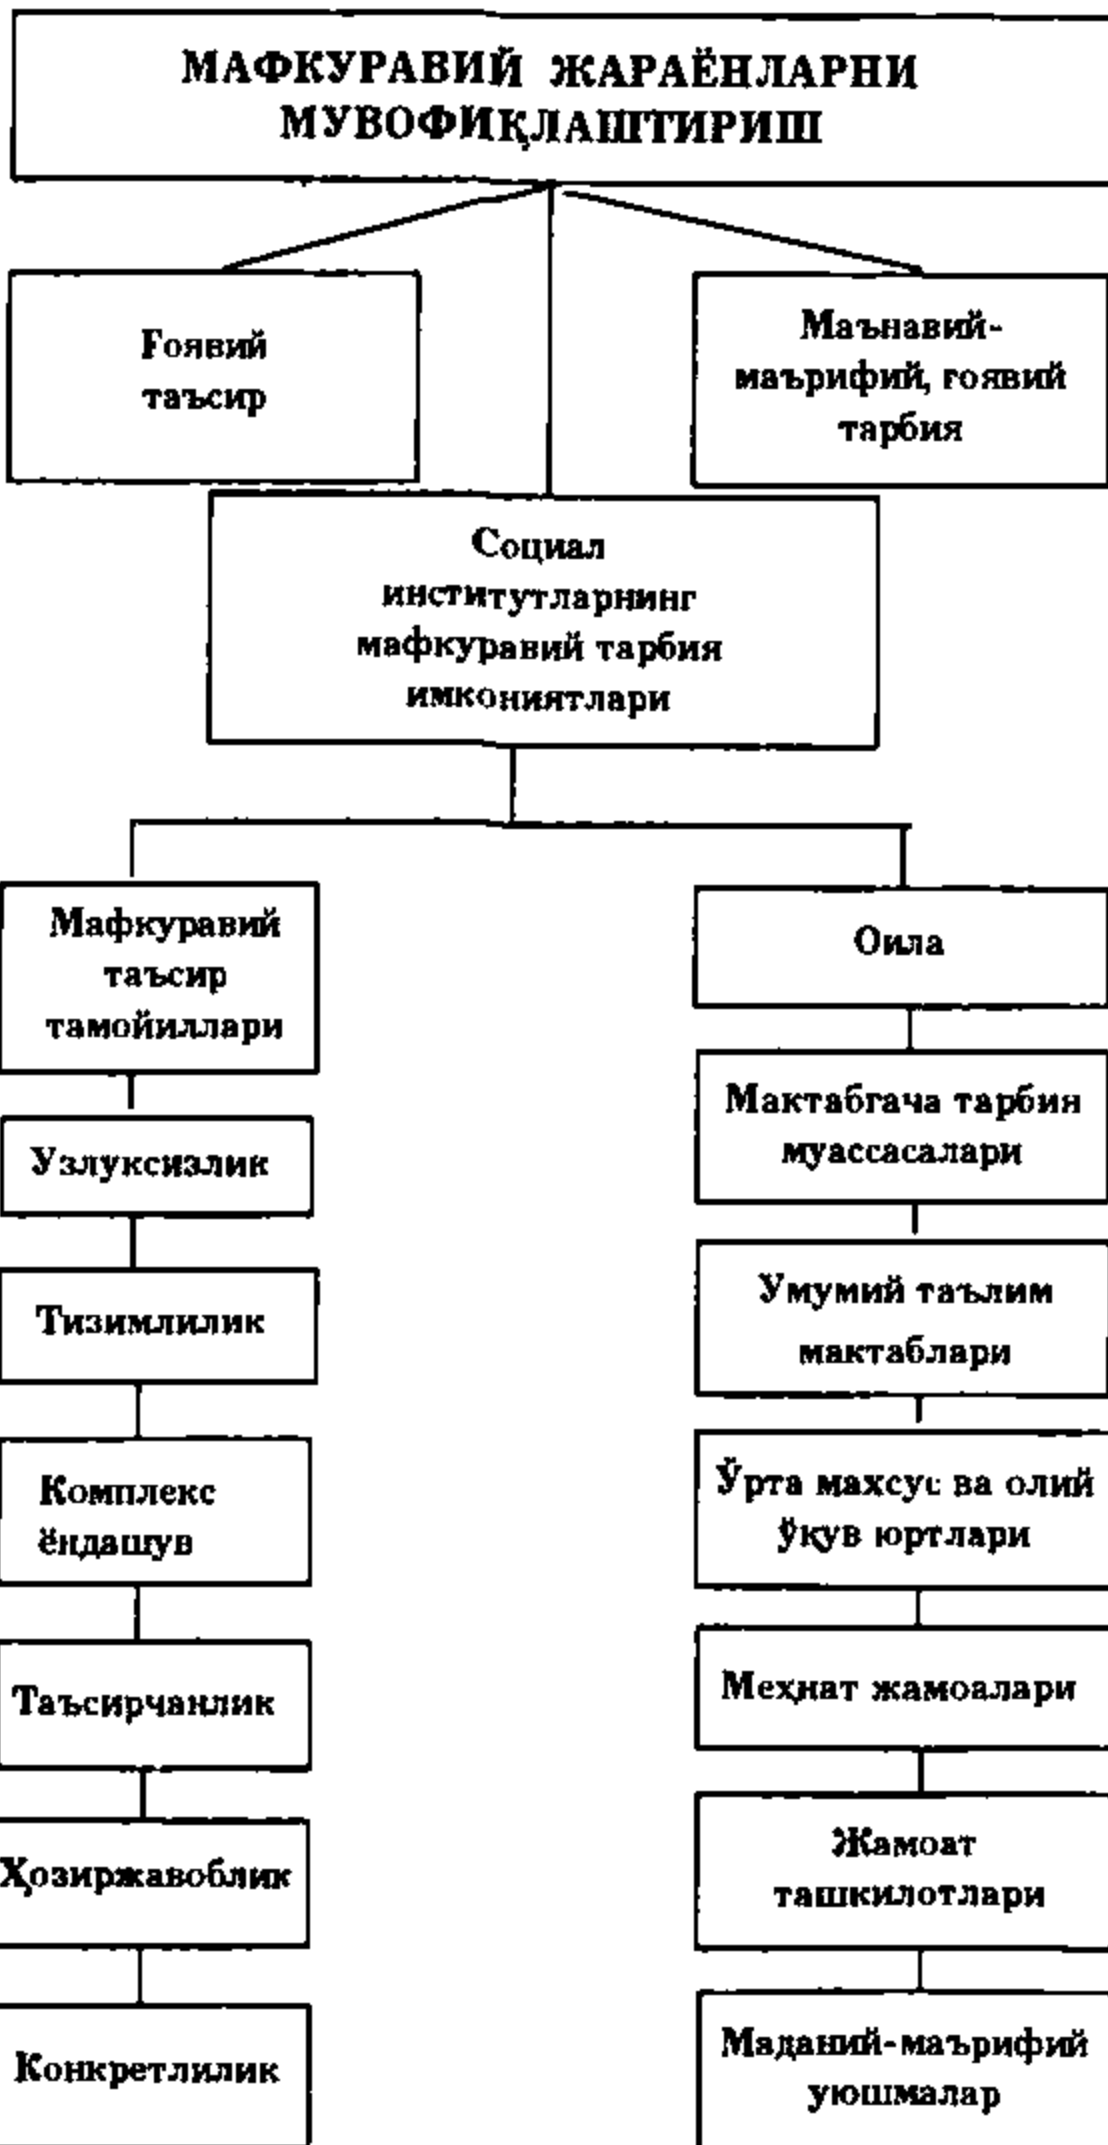 МАФКУРАВИЙ ЖАРАЁНЛАРНИ
МУВОФИҚЛАШТИРИШ
Ғоявий
таъсир
Маънавий-
маърифий, ғоявий
тарбия
Социал
институтларнинг
мафкуравий тарбия
имкониятлари
Мафкуравий
таъсир
тамойиллари
Узлуксизлик
Тизимлилик
Комплекс
ёндашув
Таъсирчанлик
Ҳозиржавоблик
Конкретлилик
Оила
Мактабгача тарбия
муассасалари
Умумий таълим
мактаблари
Ўрта махсус ва олий
ўқув юртлари
Меҳнат жамоалари
Жамоат
ташкилотлари
Маданий-маърифий
уюшмалар